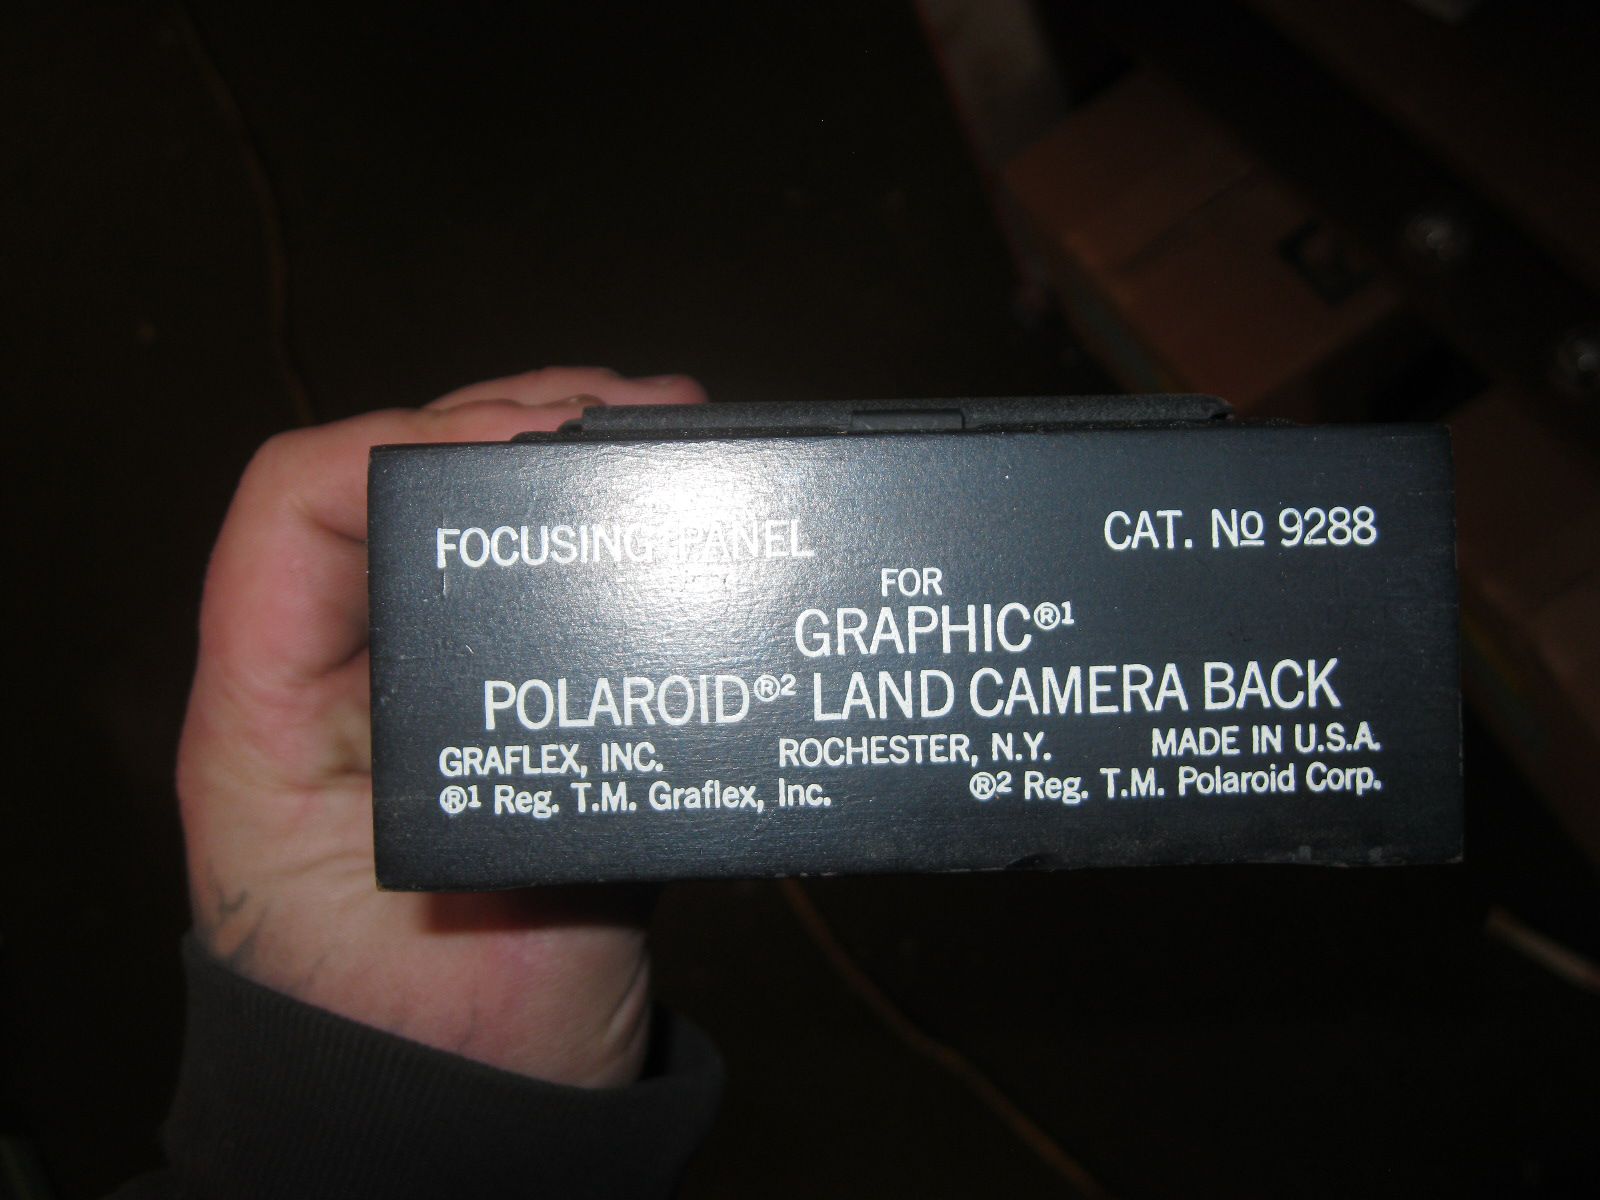 FOCUSING PANEL CAT. No 9288
FOR
GRAPHIC®1
POLAROID®2 LAND CAMERA BACK
GRAFLEX, INC. ROCHESTER, N.Y. MADE IN U.S.A.
®1 Reg. T.M. Graflex, Inc. ®2 Reg. T.M. Polaroid Corp.